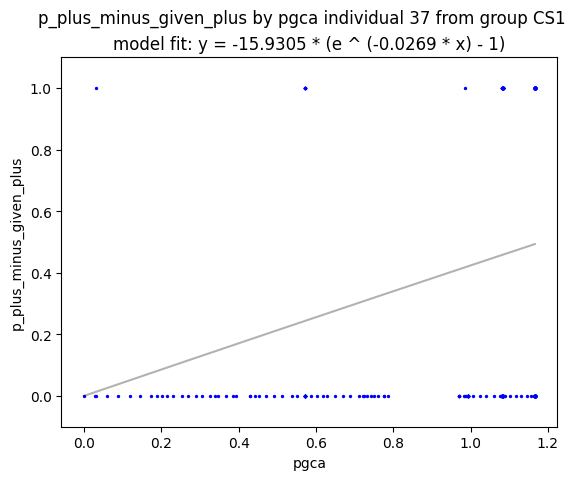 p_plus_minus_given_plus by pgca individual 37 from group CS1
model fit: y = -15.9305 * (e ^ (-0.0269 * x) - 1)
1.0
0.8
0.6
0.4
0.2
0.0
p_plus_minus_given_plus
0.0 0.2 0.4 0.6 0.8 1.0 1.2
pgca